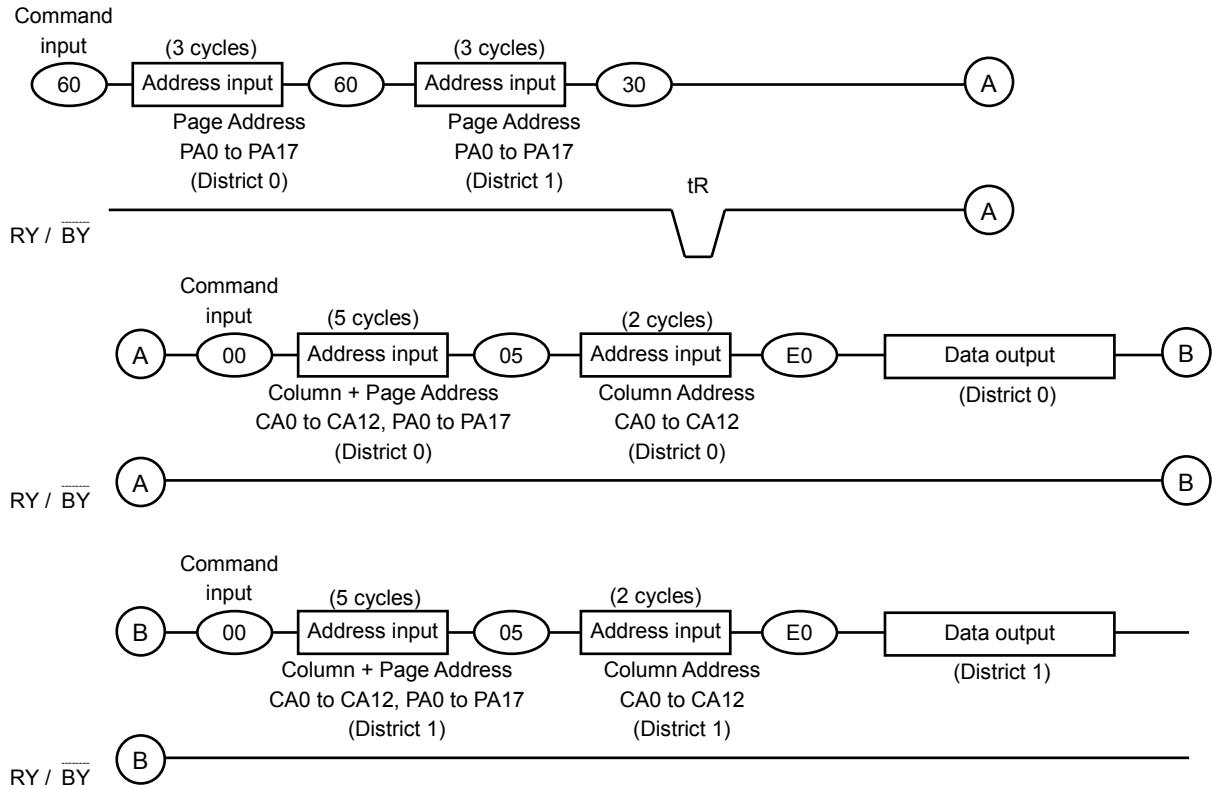 Command
input
(3 cycles)
(3 cycles)
60
Address input
60
Address input
30
A
Page Address
PA0 to PA17
(District 0)
Page Address
PA0 to PA17
(District 1)
tR
A
RY / BY
Command
input
(5 cycles)
(2 cycles)
A
00
Address input
05
Address input
E0
Data output
B
Column + Page Address
CA0 to CA12, PA0 to PA17
(District 0)
Column Address
CA0 to CA12
(District 0)
(District 0)
A
B
RY / BY
Command
input
(5 cycles)
(2 cycles)
B
00
Address input
05
Address input
E0
Data output
Column + Page Address
CA0 to CA12, PA0 to PA17
(District 1)
Column Address
CA0 to CA12
(District 1)
(District 1)
B
RY / BY